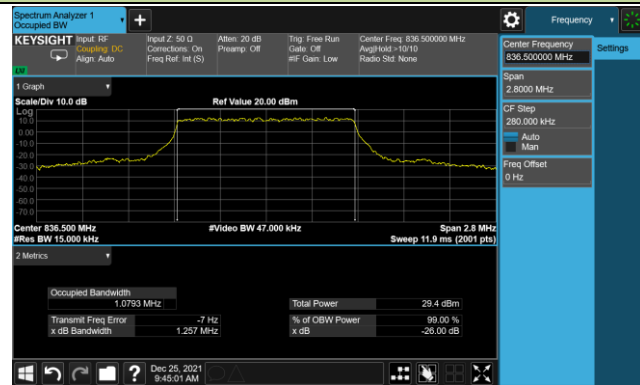 Spectrum Analyzer 1
Occupied BW
Frequency
KEYSIGHT
Input: RF
Coupling: DC
Align: Auto
Input Z: 50 Ω
Corrections: On
Freq Ref: Int (S)
Atten: 20 dB
Preamp: Off
Trig: Free Run
Gate: Off
#IF Gain: Low
Center Freq: 836.500000 MHz
Avg|Hold:>10/10
Radio Std: None
LW
Center Frequency
836.500000 MHz
Settings
Span
2.8000 MHz
CF Step
280.000 kHz
Auto
Man
Freq Offset
0 Hz
1 Graph
Scale/Div 10.0 dB
Ref Value 20.00 dBm
Log
10.0
0.00
-10.0
-20.0
-30.0
-40.0
-50.0
-60.0
-70.0
Center 836.500 MHz
#Video BW 47.000 kHz
Span 2.8 MHz
#Res BW 15.000 kHz
Sweep 11.9 ms (2001 pts)
2 Metrics
Occupied Bandwidth
1.0793 MHz
Total Power 29.4 dBm
Transmit Freq Error -7 Hz
% of OBW Power 99.00 %
x dB Bandwidth 1.257 MHz
x dB -26.00 dB
?
Dec 25, 2021
9:45:01 AM